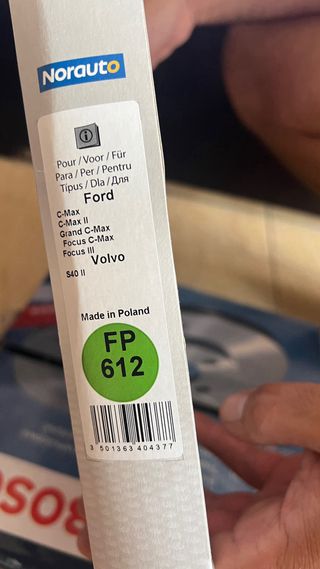 Norauto
Pour / Voor / Für
Para / Per / Pentru
Típus / Dla / Для
Ford
C-Max
C-Max II
Grand C-Max
Focus C-Max
Focus III
Volvo
S40 II
Made in Poland
FP
612
3 501363 404377
BOS